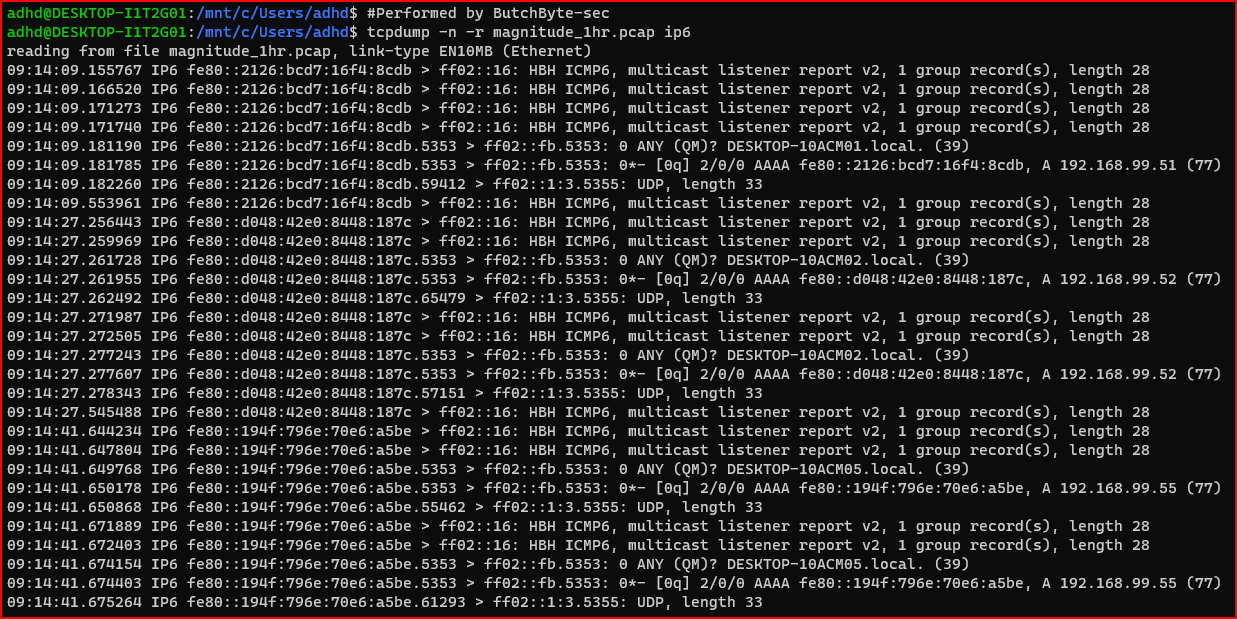 adhd@DESKTOP-I1T2G01:/mnt/c/Users/adhd$ #Performed by ButchByte-sec
adhd@DESKTOP-I1T2G01:/mnt/c/Users/adhd$ tcpdump -n -r magnitude_1hr.pcap ip6
reading from file magnitude_1hr.pcap, link-type EN10MB (Ethernet)
09:14:09.155767 IP6 fe80::2126:bcd7:16f4:8cdb > ff02::16: HBH ICMP6, multicast listener report v2, 1 group record(s), length 28
09:14:09.166520 IP6 fe80::2126:bcd7:16f4:8cdb > ff02::16: HBH ICMP6, multicast listener report v2, 1 group record(s), length 28
09:14:09.171273 IP6 fe80::2126:bcd7:16f4:8cdb > ff02::16: HBH ICMP6, multicast listener report v2, 1 group record(s), length 28
09:14:09.171740 IP6 fe80::2126:bcd7:16f4:8cdb > ff02::16: HBH ICMP6, multicast listener report v2, 1 group record(s), length 28
09:14:09.181190 IP6 fe80::2126:bcd7:16f4:8cdb.5353 > ff02::fb.5353: 0 ANY (QM)? DESKTOP-10ACM01.local. (39)
09:14:09.181785 IP6 fe80::2126:bcd7:16f4:8cdb.5353 > ff02::fb.5353: 0*- [0q] 2/0/0 AAAA fe80::2126:bcd7:16f4:8cdb, A 192.168.99.51 (77)
09:14:09.182260 IP6 fe80::2126:bcd7:16f4:8cdb.59412 > ff02::1:3.5355: UDP, length 33
09:14:09.553961 IP6 fe80::2126:bcd7:16f4:8cdb > ff02::16: HBH ICMP6, multicast listener report v2, 1 group record(s), length 28
09:14:27.256443 IP6 fe80::d048:42e0:8448:187c > ff02::16: HBH ICMP6, multicast listener report v2, 1 group record(s), length 28
09:14:27.259969 IP6 fe80::d048:42e0:8448:187c > ff02::16: HBH ICMP6, multicast listener report v2, 1 group record(s), length 28
09:14:27.261728 IP6 fe80::d048:42e0:8448:187c.5353 > ff02::fb.5353: 0 ANY (QM)? DESKTOP-10ACM02.local. (39)
09:14:27.261955 IP6 fe80::d048:42e0:8448:187c.5353 > ff02::fb.5353: 0*- [0q] 2/0/0 AAAA fe80::d048:42e0:8448:187c, A 192.168.99.52 (77)
09:14:27.262492 IP6 fe80::d048:42e0:8448:187c.65479 > ff02::1:3.5355: UDP, length 33
09:14:27.271987 IP6 fe80::d048:42e0:8448:187c > ff02::16: HBH ICMP6, multicast listener report v2, 1 group record(s), length 28
09:14:27.272505 IP6 fe80::d048:42e0:8448:187c > ff02::16: HBH ICMP6, multicast listener report v2, 1 group record(s), length 28
09:14:27.277243 IP6 fe80::d048:42e0:8448:187c.5353 > ff02::fb.5353: 0 ANY (QM)? DESKTOP-10ACM02.local. (39)
09:14:27.277607 IP6 fe80::d048:42e0:8448:187c.5353 > ff02::fb.5353: 0*- [0q] 2/0/0 AAAA fe80::d048:42e0:8448:187c, A 192.168.99.52 (77)
09:14:27.278343 IP6 fe80::d048:42e0:8448:187c.57151 > ff02::1:3.5355: UDP, length 33
09:14:27.545488 IP6 fe80::d048:42e0:8448:187c > ff02::16: HBH ICMP6, multicast listener report v2, 1 group record(s), length 28
09:14:41.644234 IP6 fe80::194f:796e:70e6:a5be > ff02::16: HBH ICMP6, multicast listener report v2, 1 group record(s), length 28
09:14:41.647804 IP6 fe80::194f:796e:70e6:a5be > ff02::16: HBH ICMP6, multicast listener report v2, 1 group record(s), length 28
09:14:41.649768 IP6 fe80::194f:796e:70e6:a5be.5353 > ff02::fb.5353: 0 ANY (QM)? DESKTOP-10ACM05.local. (39)
09:14:41.650178 IP6 fe80::194f:796e:70e6:a5be.5353 > ff02::fb.5353: 0*- [0q] 2/0/0 AAAA fe80::194f:796e:70e6:a5be, A 192.168.99.55 (77)
09:14:41.650868 IP6 fe80::194f:796e:70e6:a5be.55462 > ff02::1:3.5355: UDP, length 33
09:14:41.671889 IP6 fe80::194f:796e:70e6:a5be > ff02::16: HBH ICMP6, multicast listener report v2, 1 group record(s), length 28
09:14:41.672403 IP6 fe80::194f:796e:70e6:a5be > ff02::16: HBH ICMP6, multicast listener report v2, 1 group record(s), length 28
09:14:41.674154 IP6 fe80::194f:796e:70e6:a5be.5353 > ff02::fb.5353: 0 ANY (QM)? DESKTOP-10ACM05.local. (39)
09:14:41.674403 IP6 fe80::194f:796e:70e6:a5be.5353 > ff02::fb.5353: 0*- [0q] 2/0/0 AAAA fe80::194f:796e:70e6:a5be, A 192.168.99.55 (77)
09:14:41.675264 IP6 fe80::194f:796e:70e6:a5be.61293 > ff02::1:3.5355: UDP, length 33